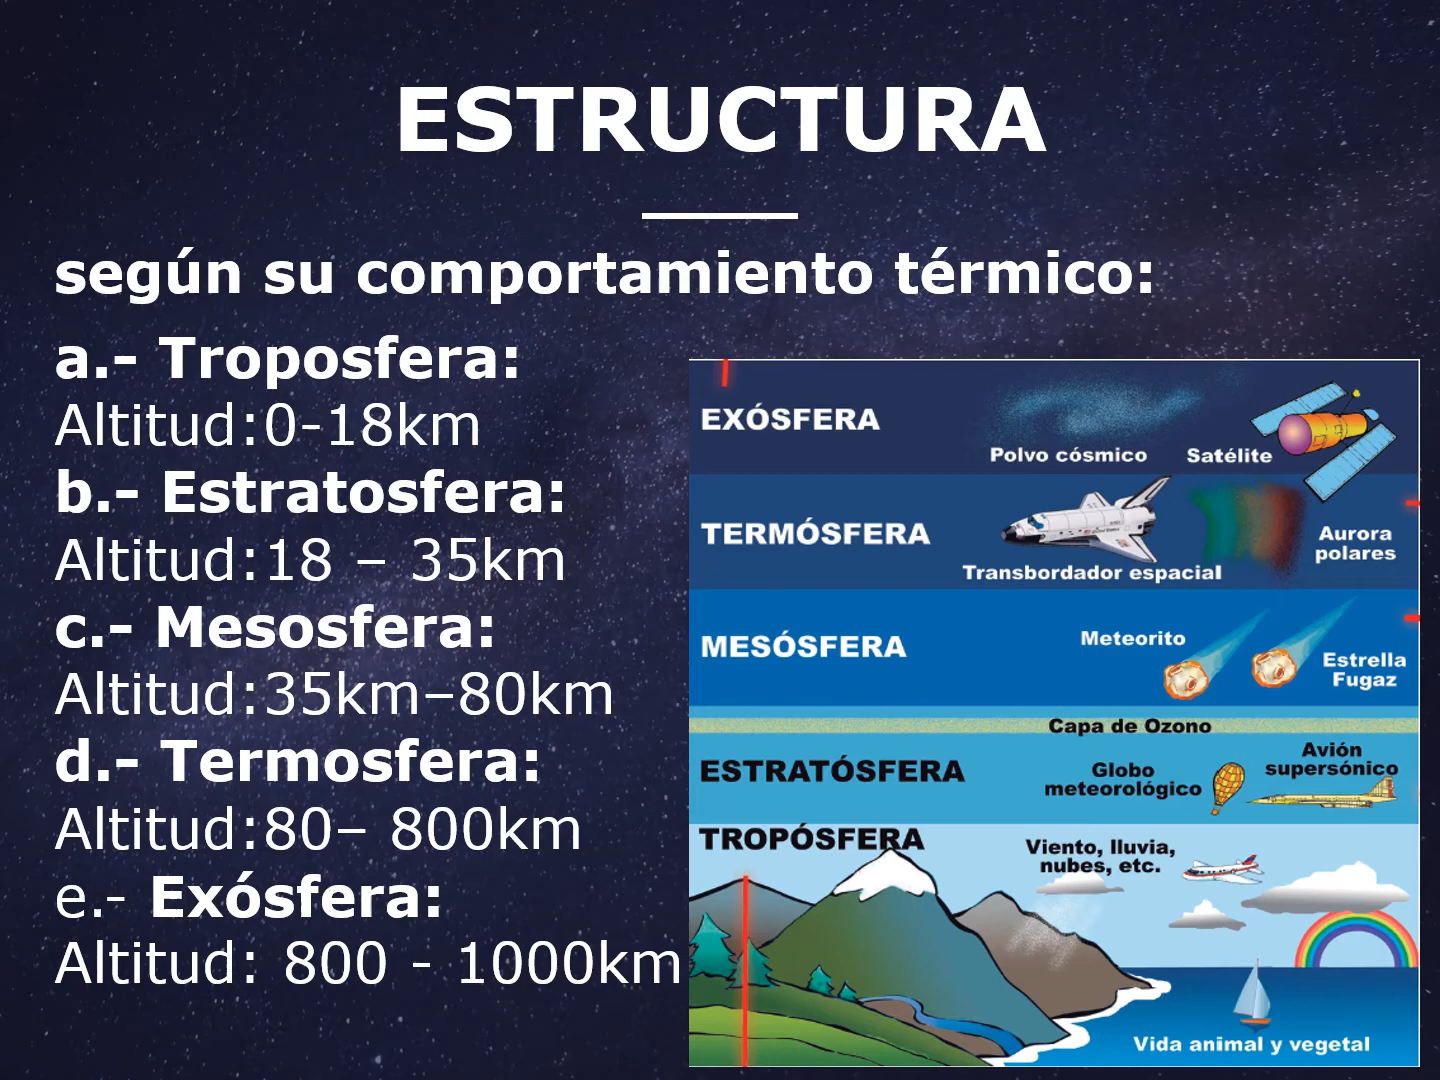 ESTRUCTURA
según su comportamiento térmico:
a.- Troposfera:
Altitud:0-18km
b.- Estratosfera:
Altitud:18 – 35km
c.- Mesosfera:
Altitud:35km–80km
d.- Termosfera:
Altitud:80– 800km
e.- Exósfera:
Altitud: 800 - 1000km
EXÓSFERA
Polvo cósmico
Satélite
TERMÓSFERA
Transbordador espacial
Aurora
polares
MESÓSFERA
Meteorito
Estrella
Fugaz
Capa de Ozono
ESTRATÓSFERA
Globo
meteorológico
Avión
supersónico
TROPÓSFERA
Viento, lluvia,
nubes, etc.
Vida animal y vegetal